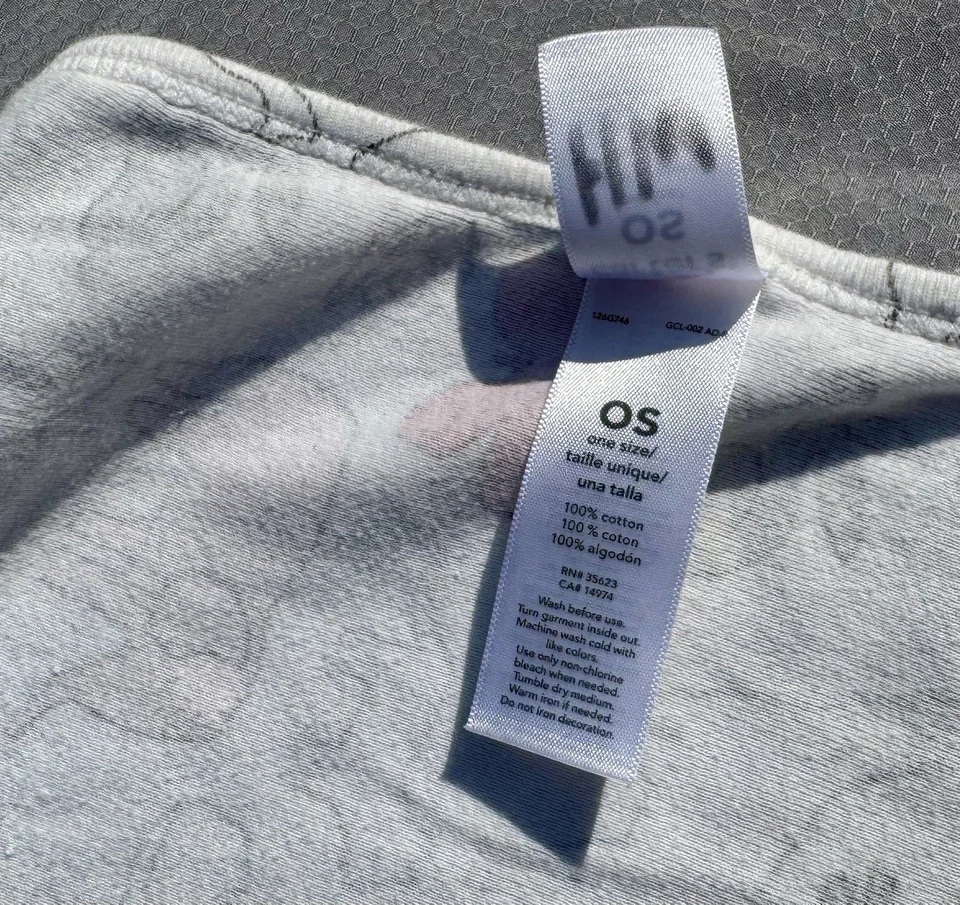 HM
OS
126G746
GCL-002 AD-
OS
one size/
taille unique/
una talla
100% cotton
100 % coton
100% algodón
RN# 35623
CA# 14974
Wash before use.
Turn garment inside out.
Machine wash cold with
like colors.
Use only non-chlorine
bleach when needed.
Tumble dry medium.
Warm iron if needed.
Do not iron decoration.